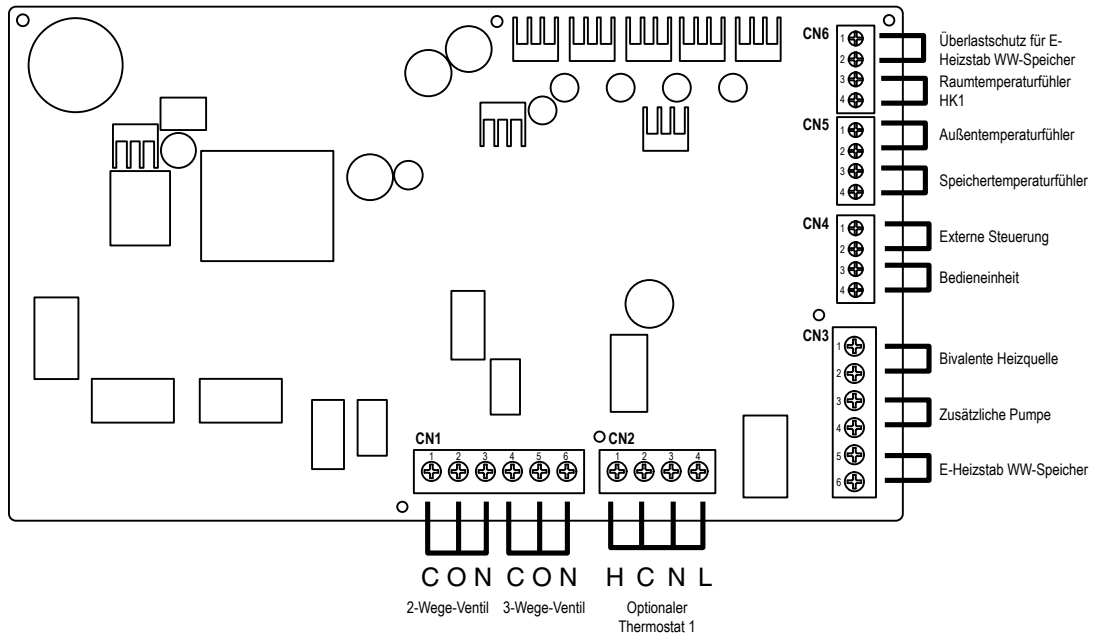 CN6
1
2
3
4
Überlastschutz für E-
Heizstab WW-Speicher
Raumtemperaturfühler
HK1
CN5
1
2
3
4
Außentemperaturfühler
Speichertemperaturfühler
CN4
1
2
3
4
Externe Steuerung
Bedieneinheit
CN3
1
2
3
4
5
6
Bivalente Heizquelle
Zusätzliche Pumpe
E-Heizstab WW-Speicher
CN1
1 2 3 4 5 6
C O N C O N
2-Wege-Ventil 3-Wege-Ventil
CN2
1 2 3 4
H C N L
Optionaler
Thermostat 1